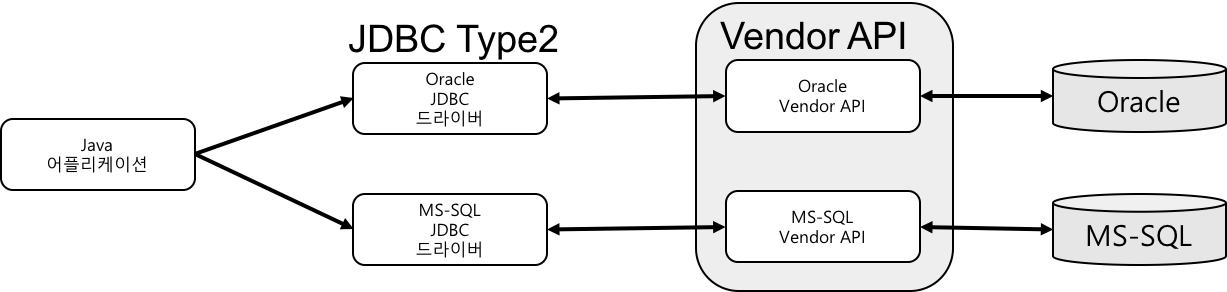 JDBC Type2
Vendor API
Java
어플리케이션
Oracle
JDBC
드라이버
Oracle
Vendor API
Oracle
MS-SQL
JDBC
드라이버
MS-SQL
Vendor API
MS-SQL